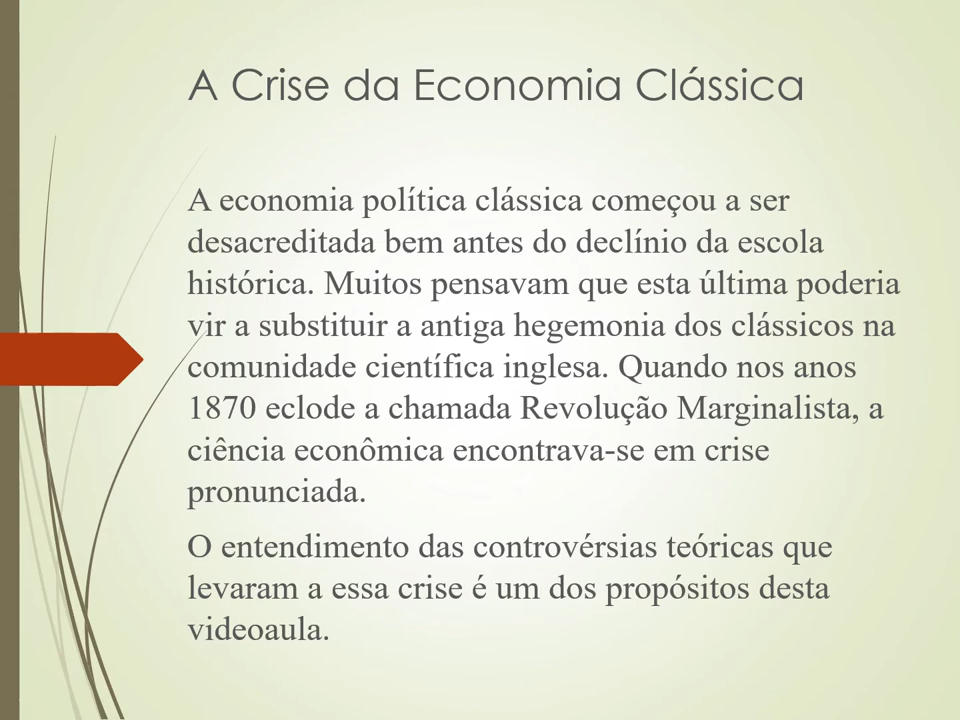 A Crise da Economia Clássica
A economia política clássica começou a ser
desacreditada bem antes do declínio da escola
histórica. Muitos pensavam que esta última poderia
vir a substituir a antiga hegemonia dos clássicos na
comunidade científica inglesa. Quando nos anos
1870 eclode a chamada Revolução Marginalista, a
ciência econômica encontrava-se em crise
pronunciada.
O entendimento das controvérsias teóricas que
levaram a essa crise é um dos propósitos desta
videoaula.